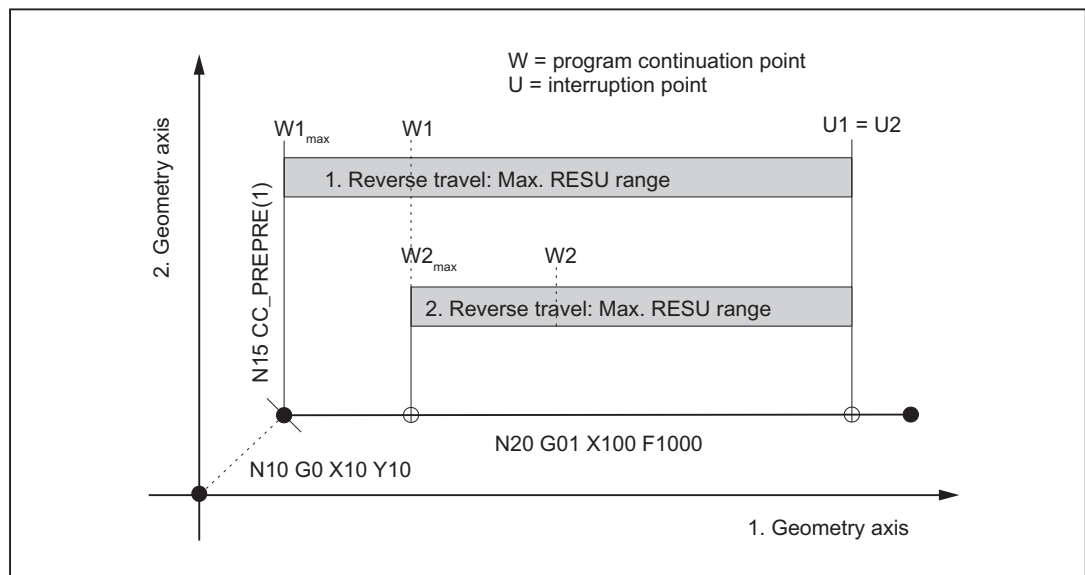 W = program continuation point
U = interruption point
W1max
W1
U1 = U2
1. Reverse travel: Max. RESU range
2. Geometry axis
N15 CC_PREPRE(1)
W2max
W2
2. Reverse travel: Max. RESU range
N20 G01 X100 F1000
N10 G0 X10 Y10
1. Geometry axis